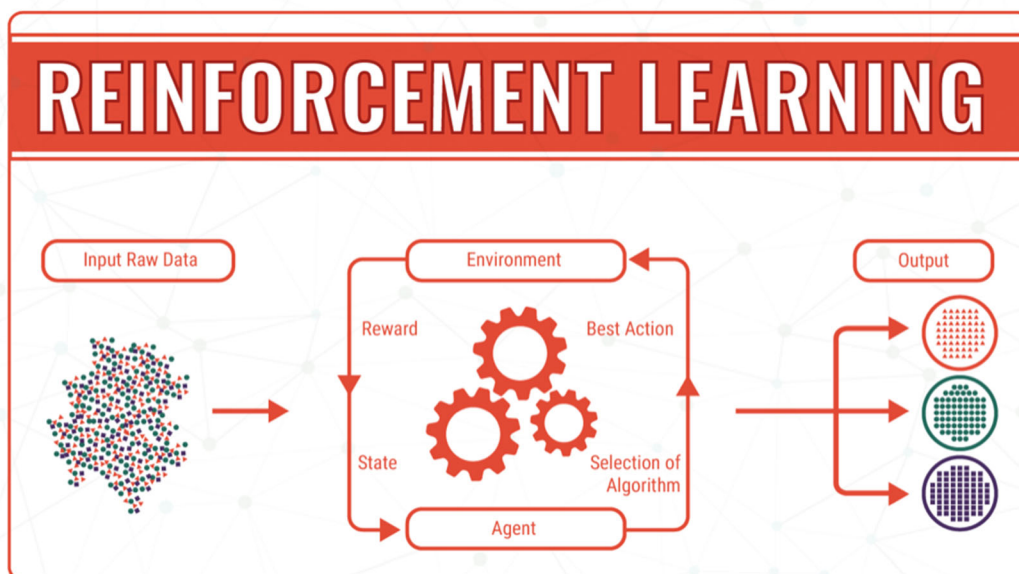 REINFORCEMENT LEARNING
Input Raw Data
Environment
Output
Reward
Best Action
State
Selection of
Algorithm
Agent